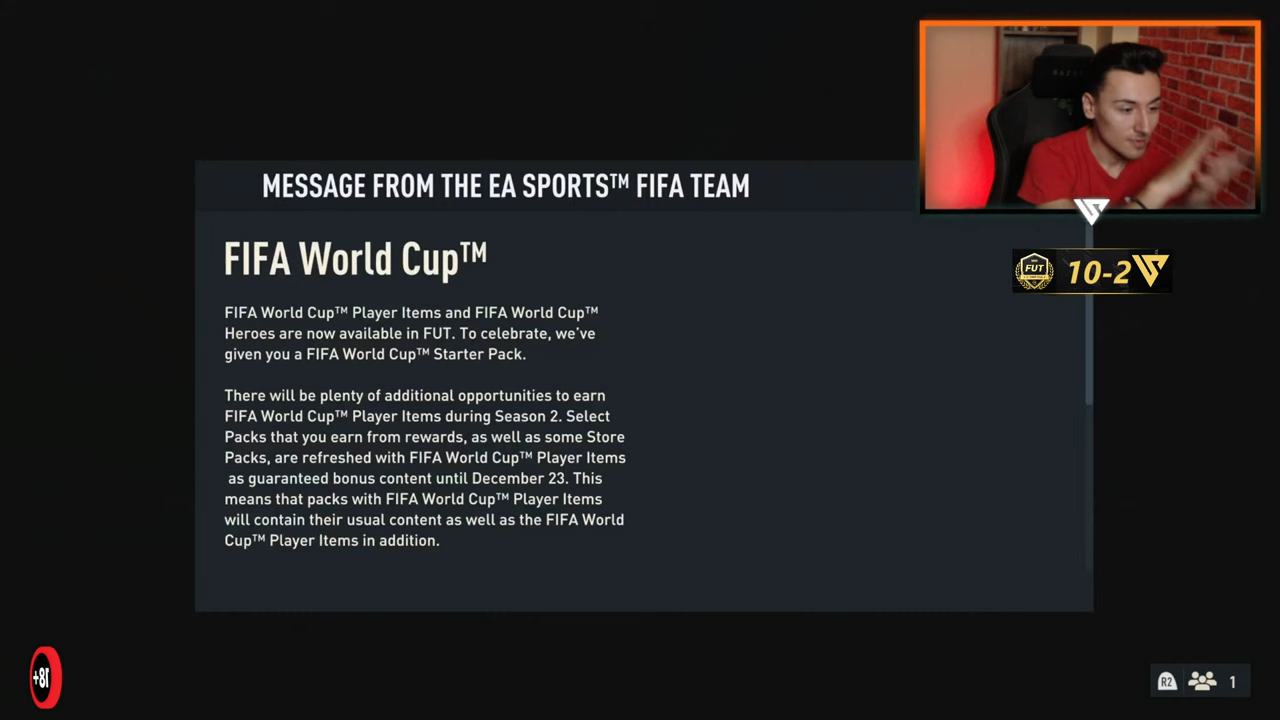 MESSAGE FROM THE EA SPORTS™ FIFA TEAM
FIFA World Cup™
FIFA World Cup™ Player Items and FIFA World Cup™
Heroes are now available in FUT. To celebrate, we've
given you a FIFA World Cup™ Starter Pack.
There will be plenty of additional opportunities to earn
FIFA World Cup™ Player Items during Season 2. Select
Packs that you earn from rewards, as well as some Store
Packs, are refreshed with FIFA World Cup™ Player Items
as guaranteed bonus content until December 23. This
means that packs with FIFA World Cup™ Player Items
will contain their usual content as well as the FIFA World
Cup™ Player Items in addition.
FUT
10-2
18+
R2
1